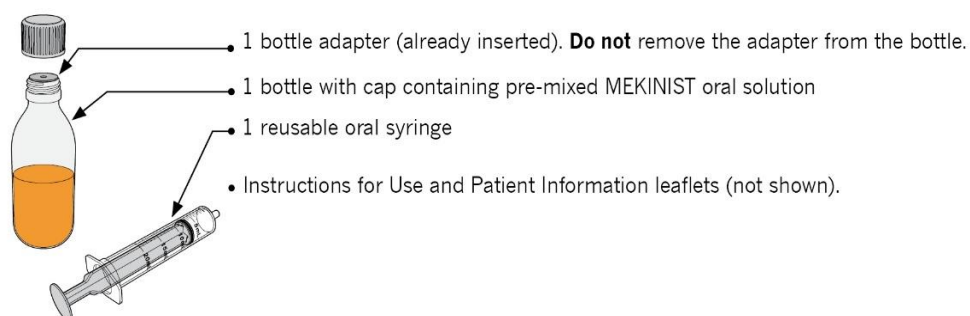 • 1 bottle adapter (already inserted). Do not remove the adapter from the bottle.
• 1 bottle with cap containing pre-mixed MEKINIST oral solution
• 1 reusable oral syringe
• Instructions for Use and Patient Information leaflets (not shown).